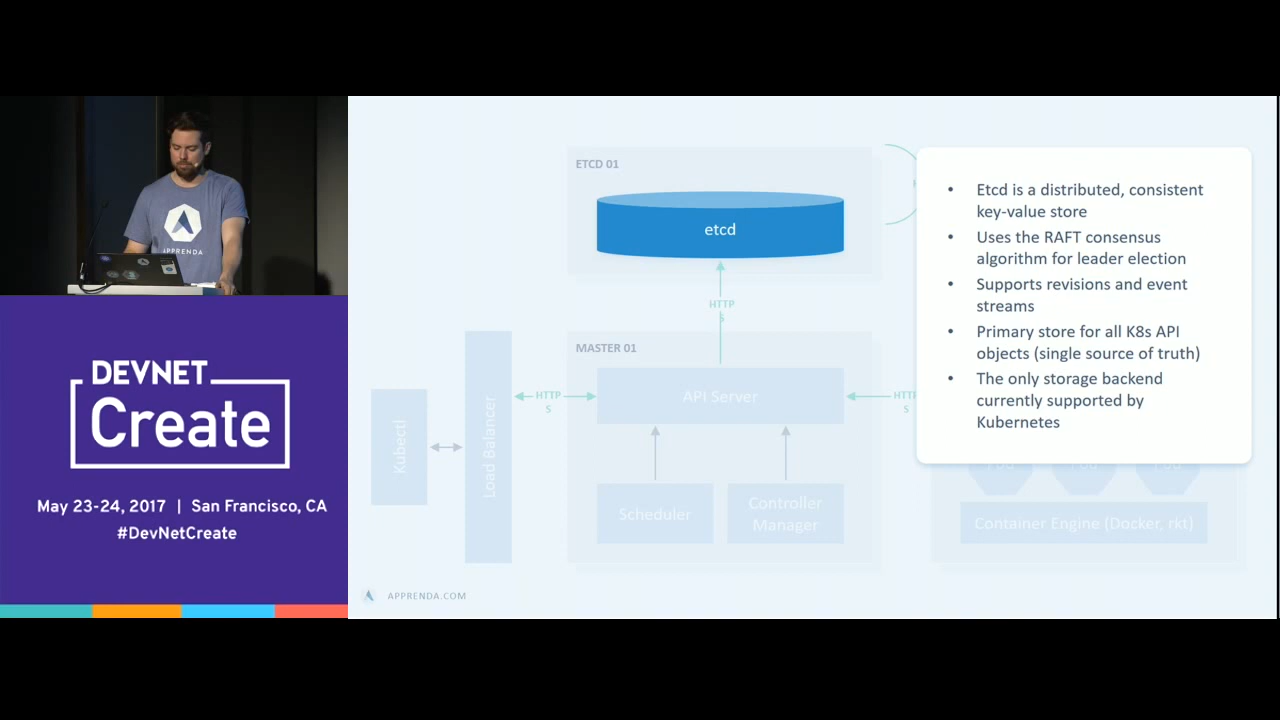 APPRENDA
DEVNET
Create
May 23-24, 2017 | San Francisco, CA
#DevNetCreate
ETCD 01
etcd
HTTP
S
MASTER 01
API Server
HTTP
S
HTTP
S
Kubectl
Load Balancer
Scheduler
Controller
Manager
• Etcd is a distributed, consistent
key-value store
• Uses the RAFT consensus
algorithm for leader election
• Supports revisions and event
streams
• Primary store for all K8s API
objects (single source of truth)
• The only storage backend
currently supported by
Kubernetes
Container Engine (Docker, rkt)
APPRENDA.COM